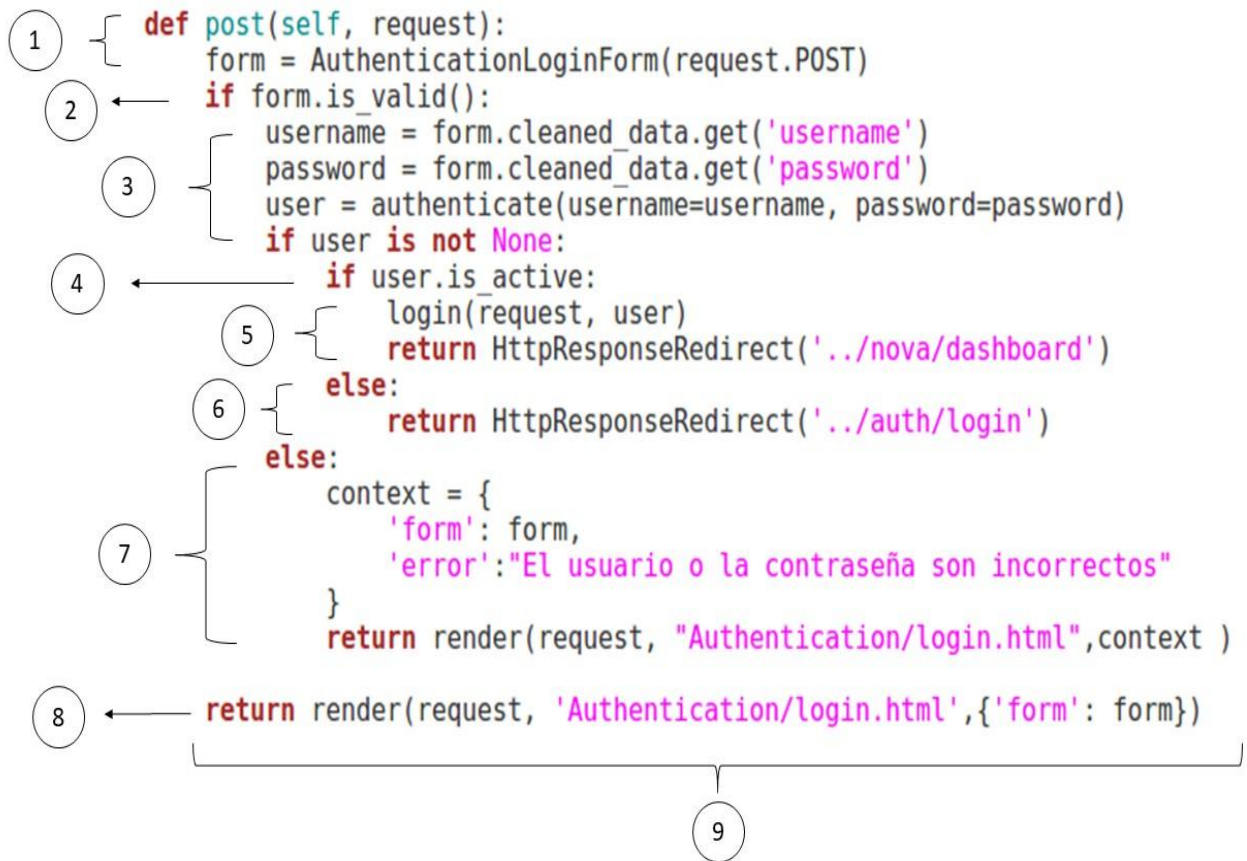 1 def post(self, request):
form = AuthenticationLoginForm(request.POST)
2 if form.is_valid():
username = form.cleaned_data.get('username')
3 password = form.cleaned_data.get('password')
user = authenticate(username=username, password=password)
if user is not None:
4 if user.is_active:
5 login(request, user)
return HttpResponseRedirect('../nova/dashboard')
else:
6 return HttpResponseRedirect('../auth/login')
else:
context = {
7 'form': form,
'error':"El usuario o la contraseña son incorrectos"
}
return render(request, "Authentication/login.html",context )
8 return render(request, 'Authentication/login.html',{'form': form})
9